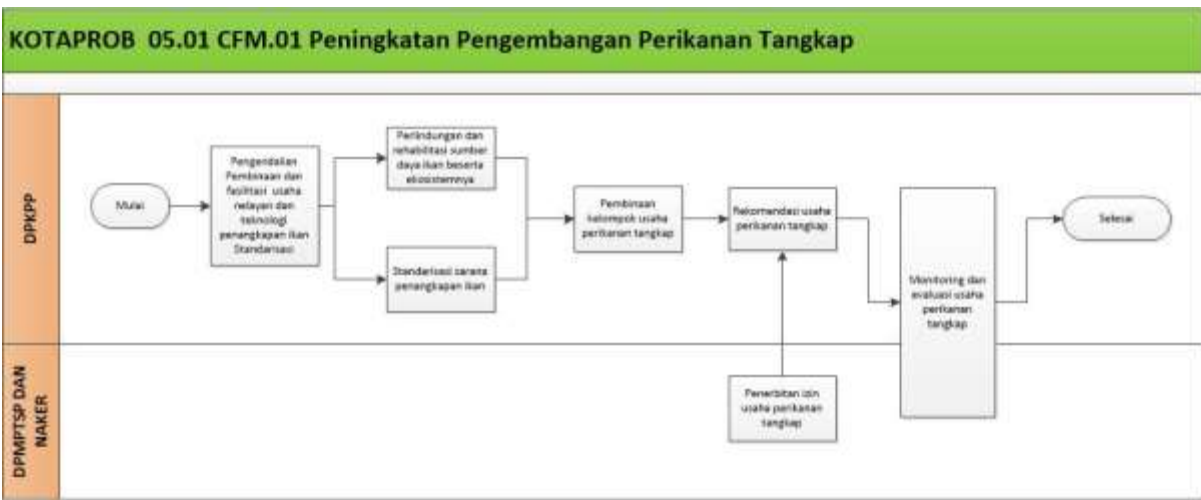 KOTAPROB 05.01 CFM.01 Peningkatan Pengembangan Perikanan Tangkap
DPKPP
Mulai
Pengendalian
Pembinaan dan
fasilitasi usaha
nelayan dan
teknologi
penangkapan ikan
Standarisasi
Perlindungan dan
rehabilitasi sumber
daya ikan beserta
ekosistemnya
Standarisasi sarana
penangkapan ikan
Pembinaan
kelompok usaha
perikanan tangkap
Rekomendasi usaha
perikanan tangkap
Monitoring dan
evaluasi usaha
perikanan
tangkap
Selesai
DPMPTSP DAN
NAKER
Penerbitan izin
usaha perikanan
tangkap